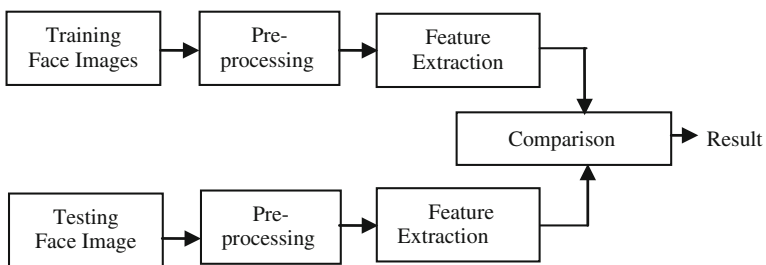 Training
Face Images
Pre-
processing
Feature
Extraction
Comparison
Result
Testing
Face Image
Pre-
processing
Feature
Extraction